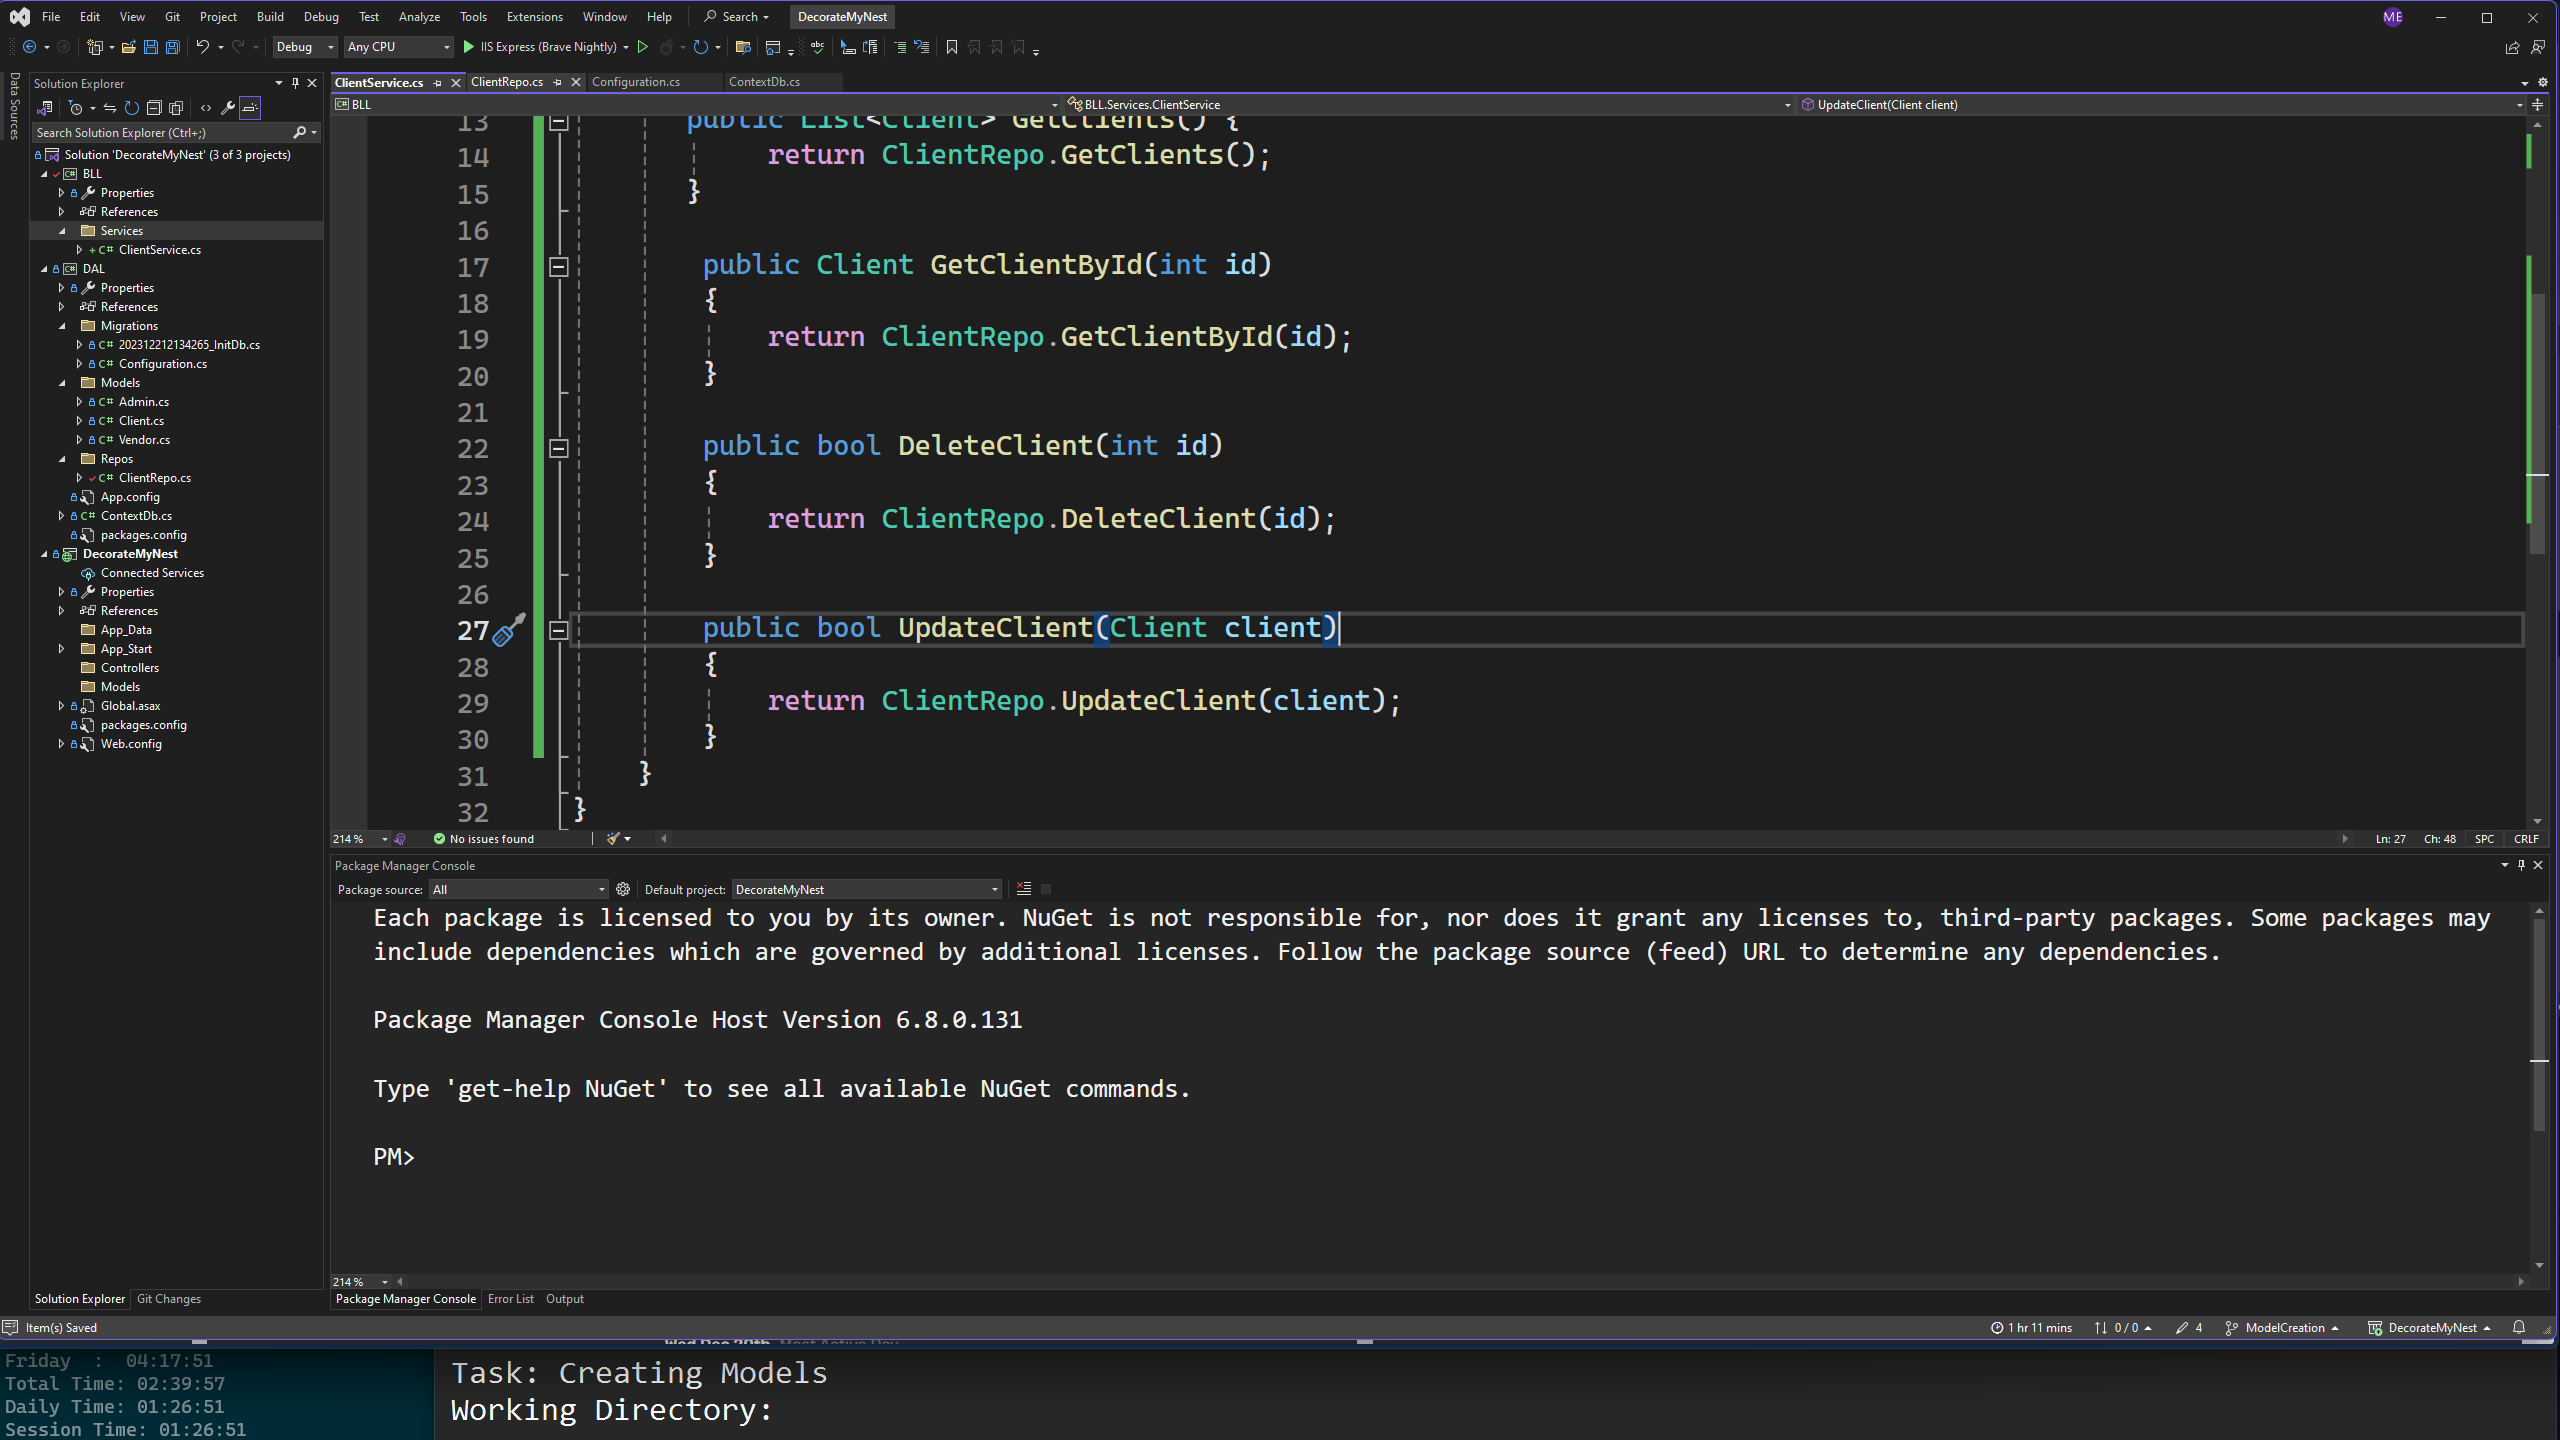 File Edit View Git Project Build Debug Test Analyze Tools Extensions Window Help Search DecorateMyNest ME
Debug Any CPU IIS Express (Brave Nightly)
Data Sources
Solution Explorer
Search Solution Explorer (Ctrl+;)
Solution 'DecorateMyNest' (3 of 3 projects)
BLL
Properties
References
Services
ClientService.cs
DAL
Properties
References
Migrations
202312212134265_InitDb.cs
Configuration.cs
Models
Admin.cs
Client.cs
Vendor.cs
Repos
ClientRepo.cs
App.config
ContextDb.cs
packages.config
DecorateMyNest
Connected Services
Properties
References
App_Data
App_Start
Controllers
Models
Global.asax
packages.config
Web.config
Solution Explorer Git Changes
ClientService.cs ClientRepo.cs Configuration.cs ContextDb.cs
BLL BLL.Services.ClientService UpdateClient(Client client)
13 public List<Client> GetClients() {
14 return ClientRepo.GetClients();
15 }
16
17 public Client GetClientById(int id)
18 {
19 return ClientRepo.GetClientById(id);
20 }
21
22 public bool DeleteClient(int id)
23 {
24 return ClientRepo.DeleteClient(id);
25 }
26
27 public bool UpdateClient(Client client)
28 {
29 return ClientRepo.UpdateClient(client);
30 }
31 }
32 }
214 % No issues found Ln: 27 Ch: 48 SPC CRLF
Package Manager Console
Package source: All Default project: DecorateMyNest
Each package is licensed to you by its owner. NuGet is not responsible for, nor does it grant any licenses to, third-party packages. Some packages may
include dependencies which are governed by additional licenses. Follow the package source (feed) URL to determine any dependencies.
Package Manager Console Host Version 6.8.0.131
Type 'get-help NuGet' to see all available NuGet commands.
PM>
214 %
Package Manager Console Error List Output
Item(s) Saved 1 hr 11 mins 0 / 0 4 ModelCreation DecorateMyNest
Friday : 04:17:51
Total Time: 02:39:57
Daily Time: 01:26:51
Session Time: 01:26:51
Task: Creating Models
Working Directory: